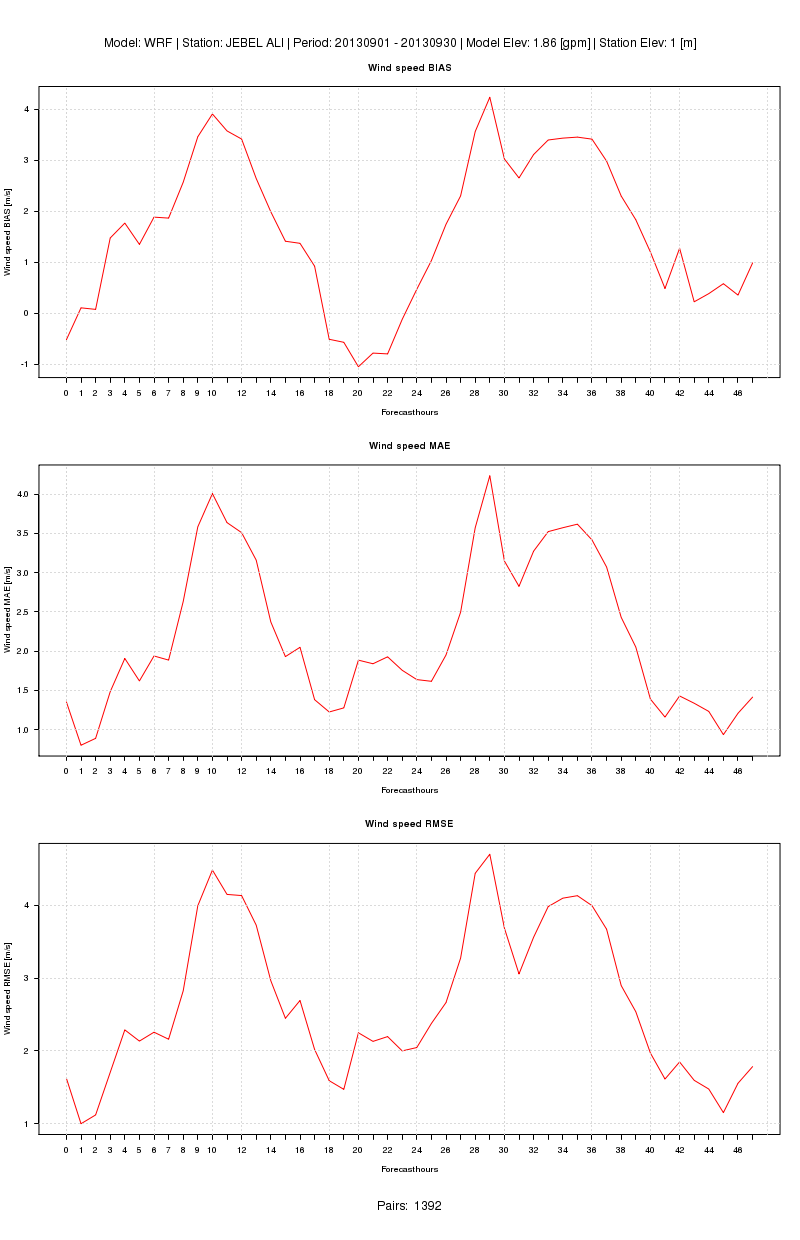 Model: WRF | Station: JEBEL ALI | Period: 20130901 - 20130930 | Model Elev: 1.86 [gpm] | Station Elev: 1 [m]
Wind speed BIAS
Wind speed BIAS [m/s]
4
3
2
1
0
-1
0 1 2 3 4 5 6 7 8 9 10 12 14 16 18 20 22 24 26 28 30 32 34 36 38 40 42 44 46
Forecasthours
Wind speed MAE
Wind speed MAE [m/s]
4.0
3.5
3.0
2.5
2.0
1.5
1.0
0 1 2 3 4 5 6 7 8 9 10 12 14 16 18 20 22 24 26 28 30 32 34 36 38 40 42 44 46
Forecasthours
Wind speed RMSE
Wind speed RMSE [m/s]
4
3
2
1
0 1 2 3 4 5 6 7 8 9 10 12 14 16 18 20 22 24 26 28 30 32 34 36 38 40 42 44 46
Forecasthours
Pairs: 1392